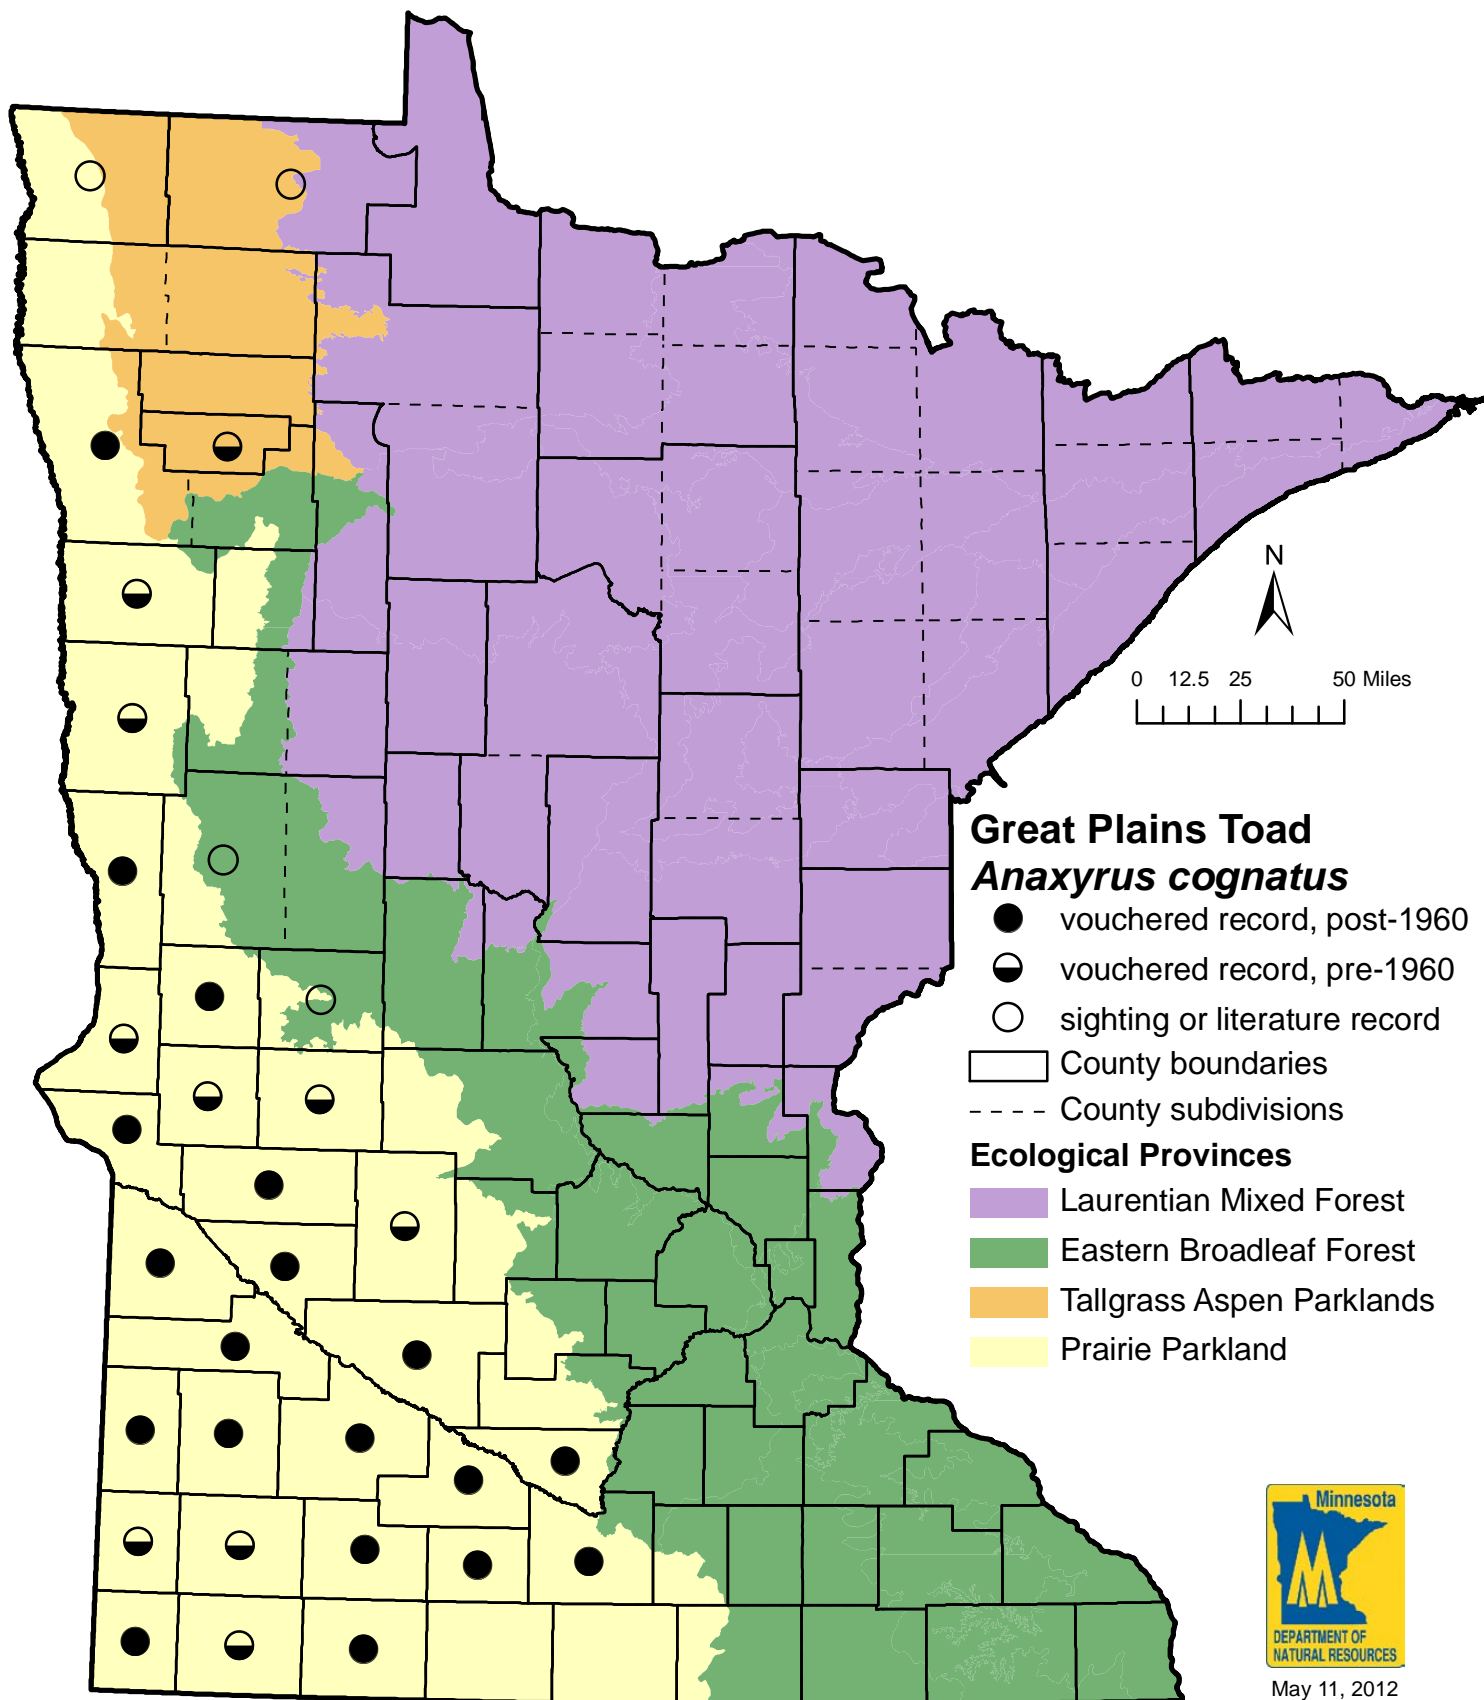 N
0 12.5 25 50 Miles
Great Plains Toad
Anaxyrus cognatus
vouchered record, post-1960
vouchered record, pre-1960
sighting or literature record
County boundaries
County subdivisions
Ecological Provinces
Laurentian Mixed Forest
Eastern Broadleaf Forest
Tallgrass Aspen Parklands
Prairie Parkland
Minnesota
DEPARTMENT OF
NATURAL RESOURCES
May 11, 2012